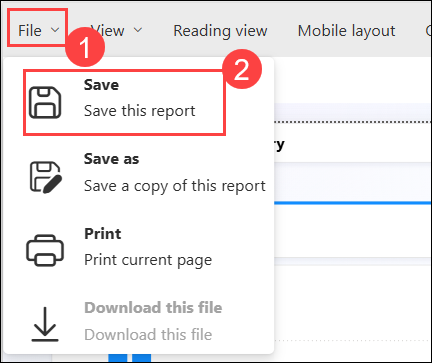 File View Reading view Mobile layout
1
2
Save
Save this report
ry
Save as
Save a copy of this report
Print
Print current page
Download this file
Download this file